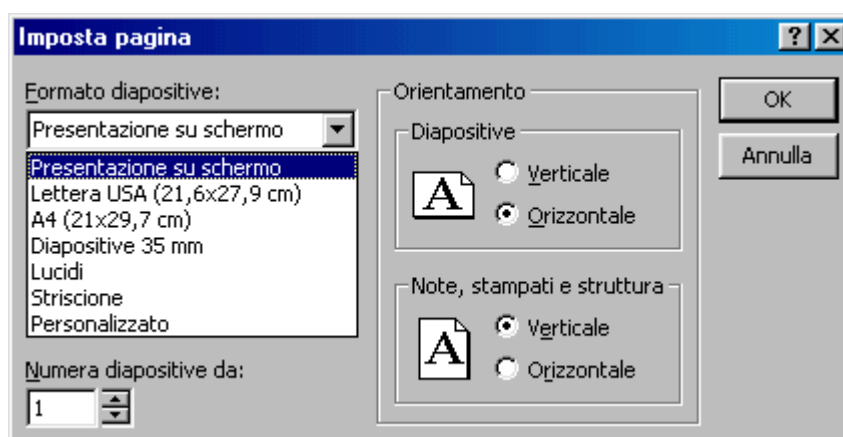 Imposta pagina
Formato diapositive:
Presentazione su schermo
Presentazione su schermo
Lettera USA (21,6x27,9 cm)
A4 (21x29,7 cm)
Diapositive 35 mm
Lucidi
Striscione
Personalizzato
Numera diapositive da:
1
Orientamento
Diapositive
A
Verticale
Orizzontale
Note, stampati e struttura
A
Verticale
Orizzontale
OK
Annulla